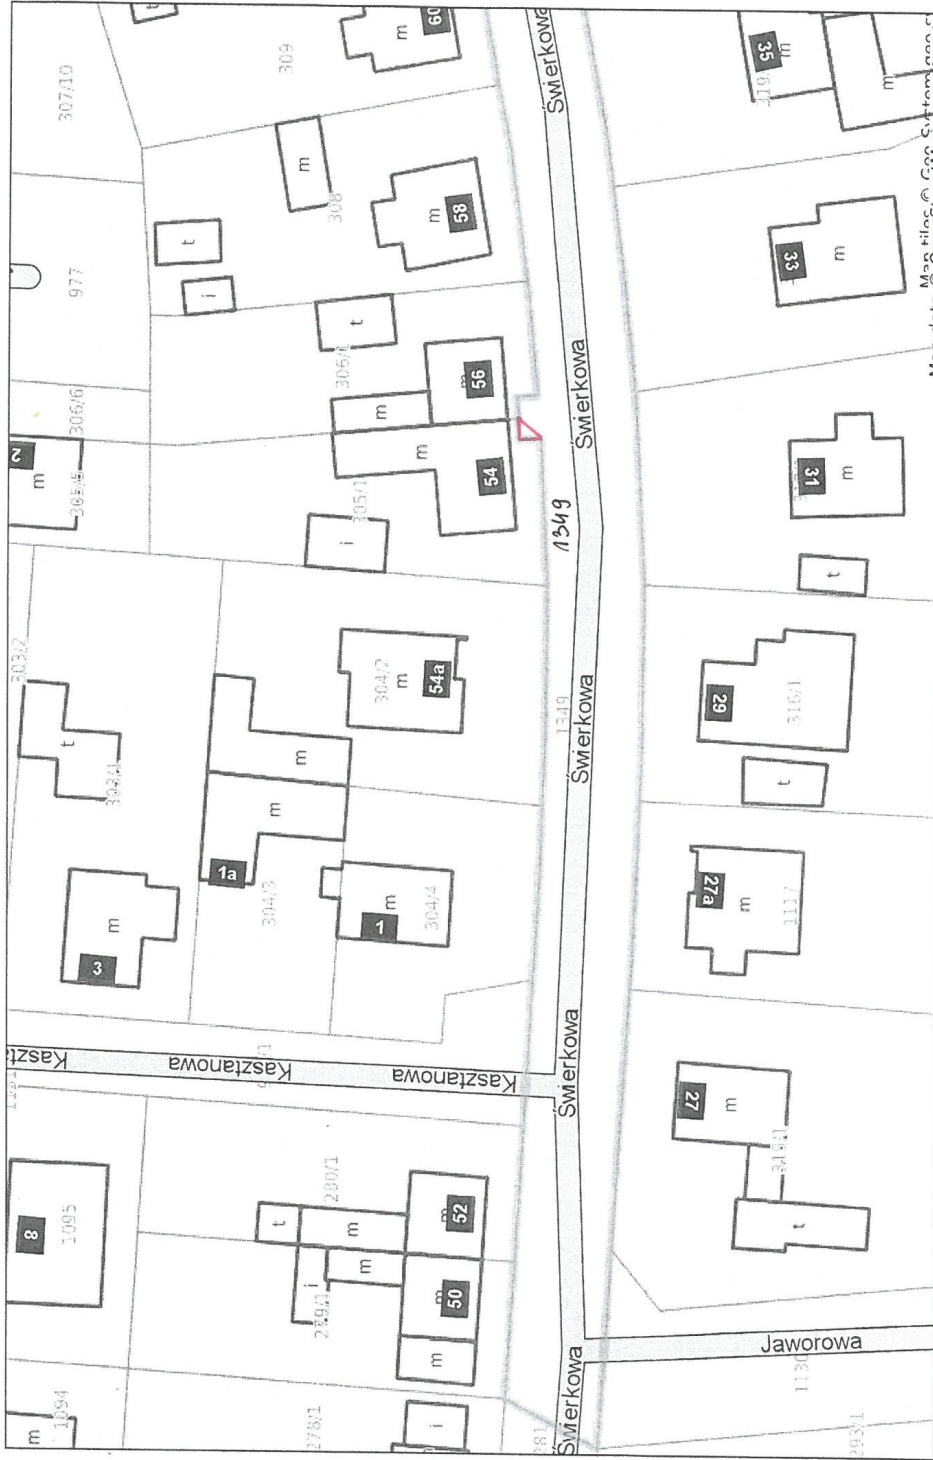 t
m
60
309
307/10
Świerkowa
35
m
319
m
m
308
t
m
58
977
i
t
33
m
306/1
Świerkowa
m
56
306/6
m
m
54
2
m
305/1
i
1349
31
m
t
303/2
t
304/2
m
54a
m
1349
Świerkowa
29
316/1
t
m
1a
304/3
m
1
304/4
27a
m
1117
m
3
Kaszta
Kasztanowa
Kasztanowa
Świerkowa
27
m
t
280/1
t
m
m
52
1095
8
i
m
279/1
m
50
m
Świerkowa
Jaworowa
1130
1094
m
278/1
i
281
293/1